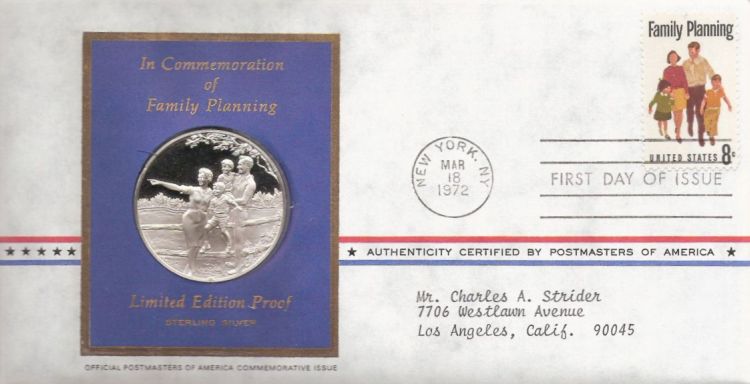 In Commemoration
of
Family Planning
Limited Edition Proof
STERLING SILVER
OFFICIAL POSTMASTERS OF AMERICA COMMEMORATIVE ISSUE
Family Planning
UNITED STATES 8¢
NEW YORK, NY
MAR
18
1972
FIRST DAY OF ISSUE
★★★★★ ★ AUTHENTICITY CERTIFIED BY POSTMASTERS OF AMERICA ★
Mr. Charles A. Strider
7706 Westlawn Avenue
Los Angeles, Calif. 90045